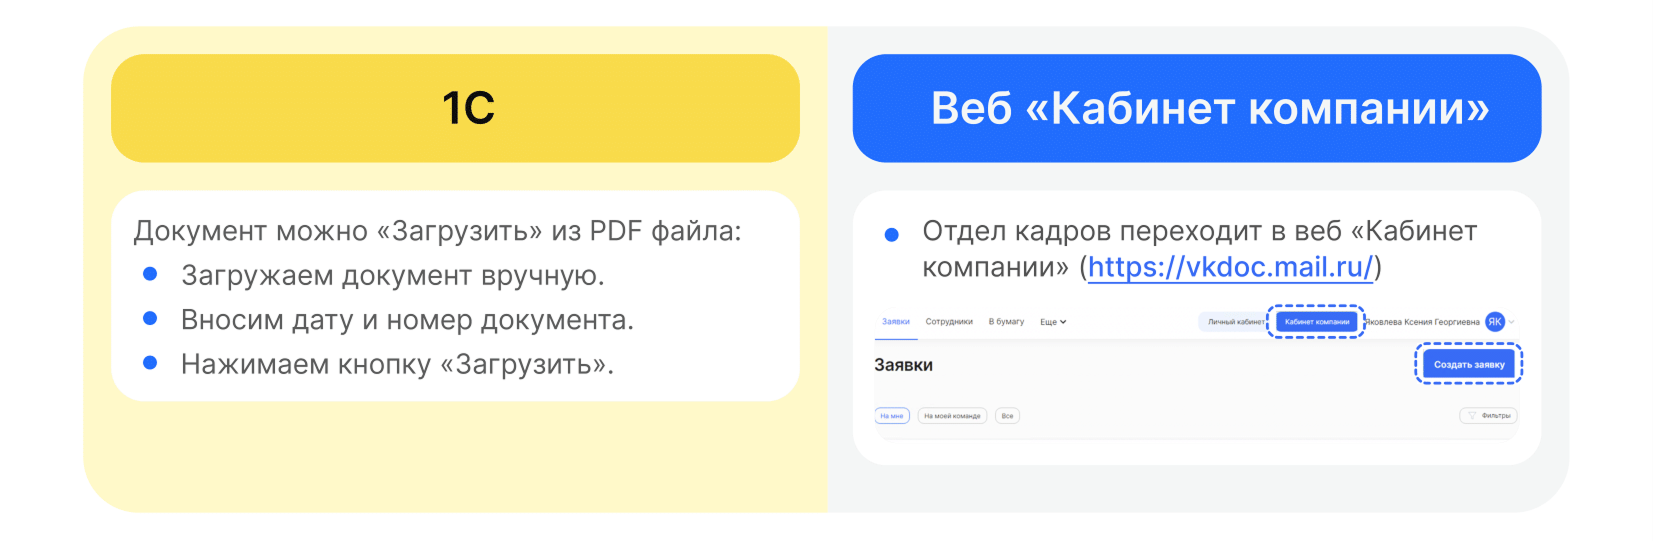 1С
Документ можно «Загрузить» из PDF файла:
Загружаем документ вручную.
Вносим дату и номер документа.
Нажимаем кнопку «Загрузить».
Веб «Кабинет компании»
Отдел кадров переходит в веб «Кабинет
компании» (https://vkdoc.mail.ru/)
Заявки Сотрудники В бумагу Еще Личный кабинет Кабинет компании Яковлева Ксения Георгиевна ЯК
Заявки Создать заявку
На мне На моей команде Все Фильтры